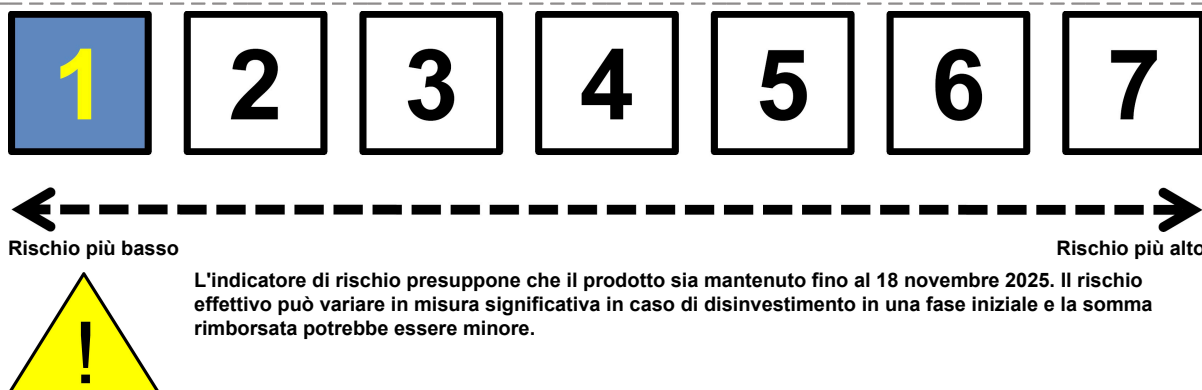 1 2 3 4 5 6 7
Rischio più basso Rischio più alto
L'indicatore di rischio presuppone che il prodotto sia mantenuto fino al 18 novembre 2025. Il rischio
effettivo può variare in misura significativa in caso di disinvestimento in una fase iniziale e la somma
rimborsata potrebbe essere minore.
!